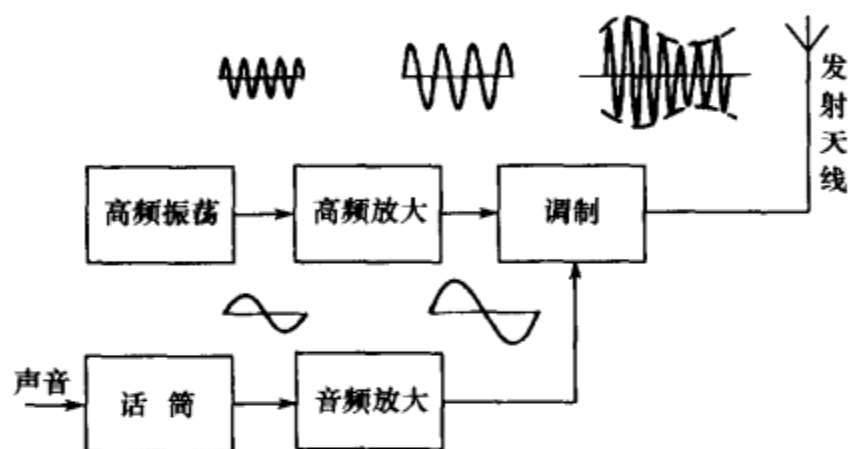 发射天线
高频振荡
高频放大
调制
声音
话筒
音频放大